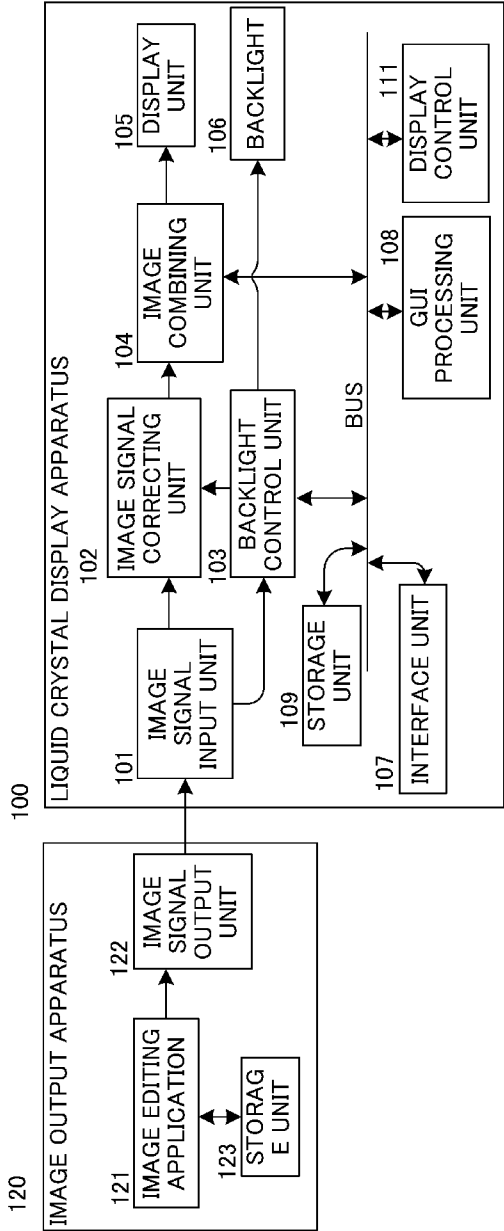 120
IMAGE OUTPUT APPARATUS
121
IMAGE EDITING
APPLICATION
122
IMAGE
SIGNAL
OUTPUT
UNIT
123
STORAG
E UNIT
100
LIQUID CRYSTAL DISPLAY APPARATUS
101
IMAGE
SIGNAL
INPUT UNIT
102
IMAGE SIGNAL
CORRECTING
UNIT
103
BACKLIGHT
CONTROL UNIT
104
IMAGE
COMBINING
UNIT
105
DISPLAY
UNIT
106
BACKLIGHT
BUS
109
STORAGE
UNIT
107
INTERFACE UNIT
108
GUI
PROCESSING
UNIT
111
DISPLAY
CONTROL
UNIT